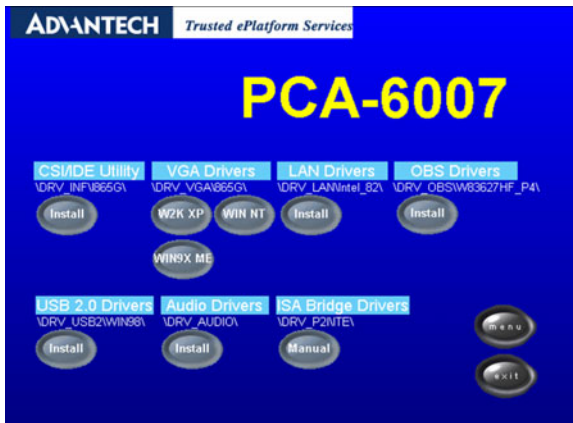 ADVANTECH Trusted ePlatform Services
PCA-6007
CSI/IDE Utility VGA Drivers LAN Drivers OBS Drivers
\DRV_INF\865G\ \DRV_VGA\865G\ \DRV_LAN\Intel_82\ \DRV_OBS\W83627HF_P4\
Install W2K XP WIN NT Install Install
WIN9X ME
USB 2.0 Drivers Audio Drivers ISA Bridge Drivers
\DRV_USB2\WIN98\ \DRV_AUDIO\ \DRV_P2INTE\
menu
Install Install Manual
exit